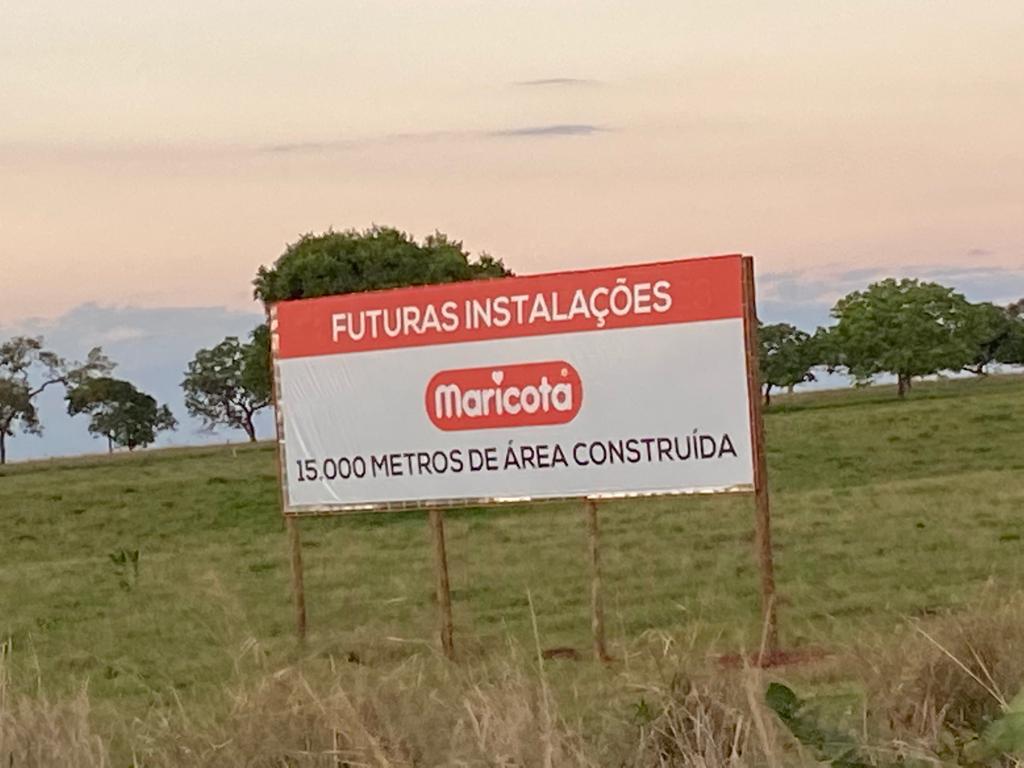 FUTURAS INSTALAÇÕES
Maricota®
15.000 METROS DE ÁREA CONSTRUÍDA